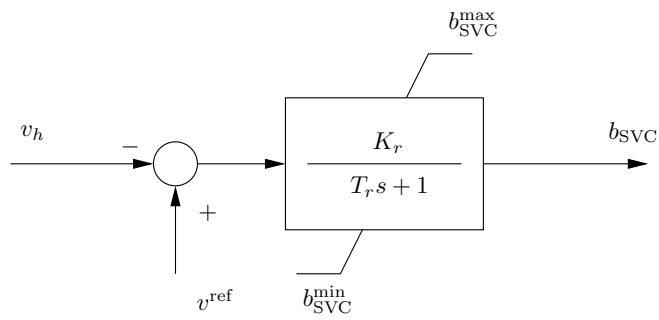 b_SVC^max
v_h
−
K_r
T_r s + 1
b_SVC
+
v^ref
b_SVC^min